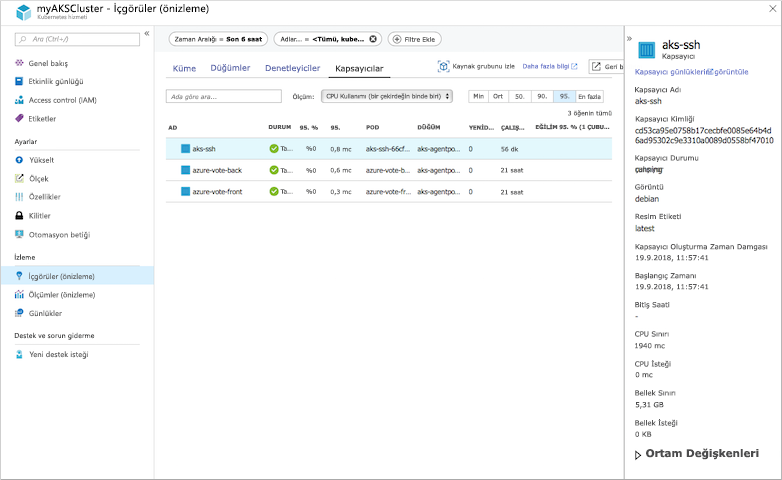 myAKSCluster - İçgörüler (önizleme)
Kubernetes hizmeti
Ara (Ctrl+/)
Genel bakış
Etkinlik günlüğü
Access control (IAM)
Etiketler
Ayarlar
Yükselt
Ölçek
Özellikler
Kilitler
Otomasyon betiği
İzleme
İçgörüler (önizleme)
Ölçümler (önizleme)
Günlükler
Destek ve sorun giderme
Yeni destek isteği
Zaman Aralığı = Son 6 saat
Adlar... = <Tümü, kube...
Filtre Ekle
Küme
Düğümler
Denetleyiciler
Kapsayıcılar
Kaynak grubunu izle
Daha fazla bilgi
Geri b
Ada göre ara...
Ölçüm:
CPU Kullanımı (bir çekirdeğin binde biri)
Min
Ort
50.
90.
95.
En fazla
3 öğenin tümü
AD DURUM 95. % 95. POD DÜĞÜM YENİD... ÇALIŞ... EĞİLİM 95. % (1 ÇUBU...
aks-ssh Ta... %0 0,8 mc aks-ssh-66cf... aks-agentpo... 0 56 dk
azure-vote-back Ta... %0 0,6 mc azure-vote-b... aks-agentpo... 0 21 saat
azure-vote-front Ta... %0 0,3 mc azure-vote-fr... aks-agentpo... 0 21 saat
aks-ssh
Kapsayıcı
Kapsayıcı günlüklerini görüntüle
Kapsayıcı Adı
aks-ssh
Kapsayıcı Kimliği
cd53ca95e0758b17cecbfe0085e64b4d
6ad95302c9e3310a0089d0558bf47010
Kapsayıcı Durumu
Görüntü
debian
Resim Etiketi
latest
Kapsayıcı Oluşturma Zaman Damgası
19.9.2018, 11:57:41
Başlangıç Zamanı
19.9.2018, 11:57:41
Bitiş Saati
-
CPU Sınırı
1940 mc
CPU İsteği
0 mc
Bellek Sınırı
5,31 GB
Bellek İsteği
0 KB
Ortam Değişkenleri